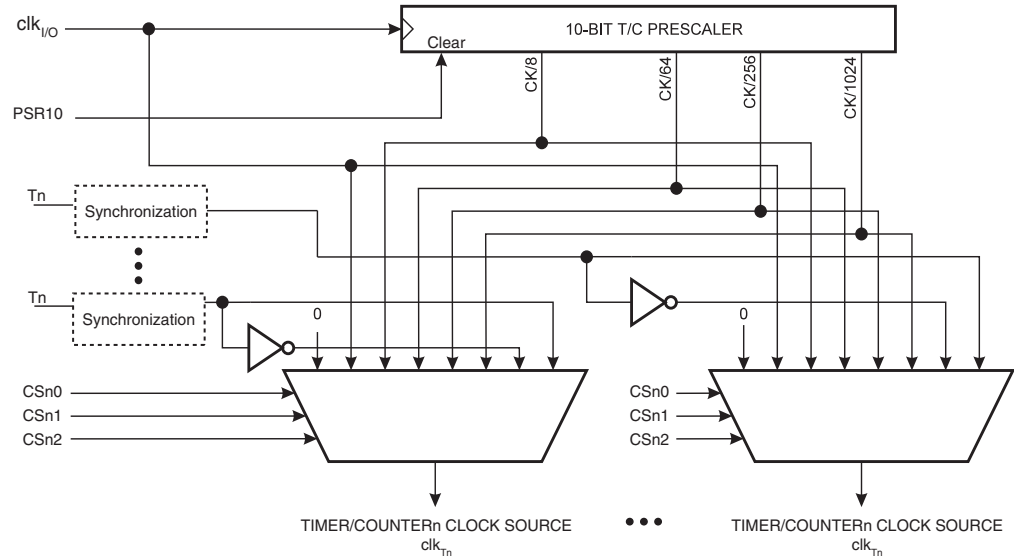 clkI/O
10-BIT T/C PRESCALER
Clear
CK/8
CK/64
CK/256
CK/1024
PSR10
Tn
Synchronization
Tn
Synchronization
0
0
CSn0
CSn1
CSn2
CSn0
CSn1
CSn2
TIMER/COUNTERn CLOCK SOURCE
clkTn
TIMER/COUNTERn CLOCK SOURCE
clkTn